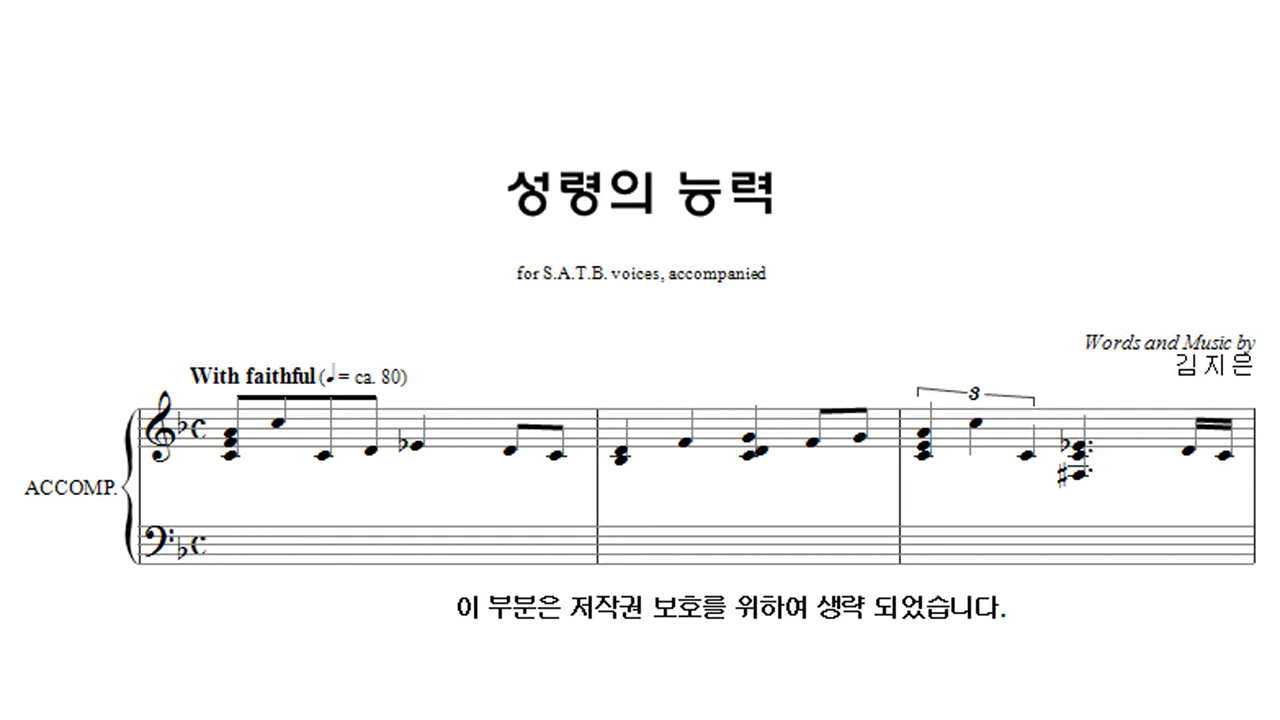 성령의 능력
for S.A.T.B. voices, accompanied
Words and Music by
김지은
With faithful (♩= ca. 80)
3
ACCOMP.
이 부분은 저작권 보호를 위하여 생략 되었습니다.